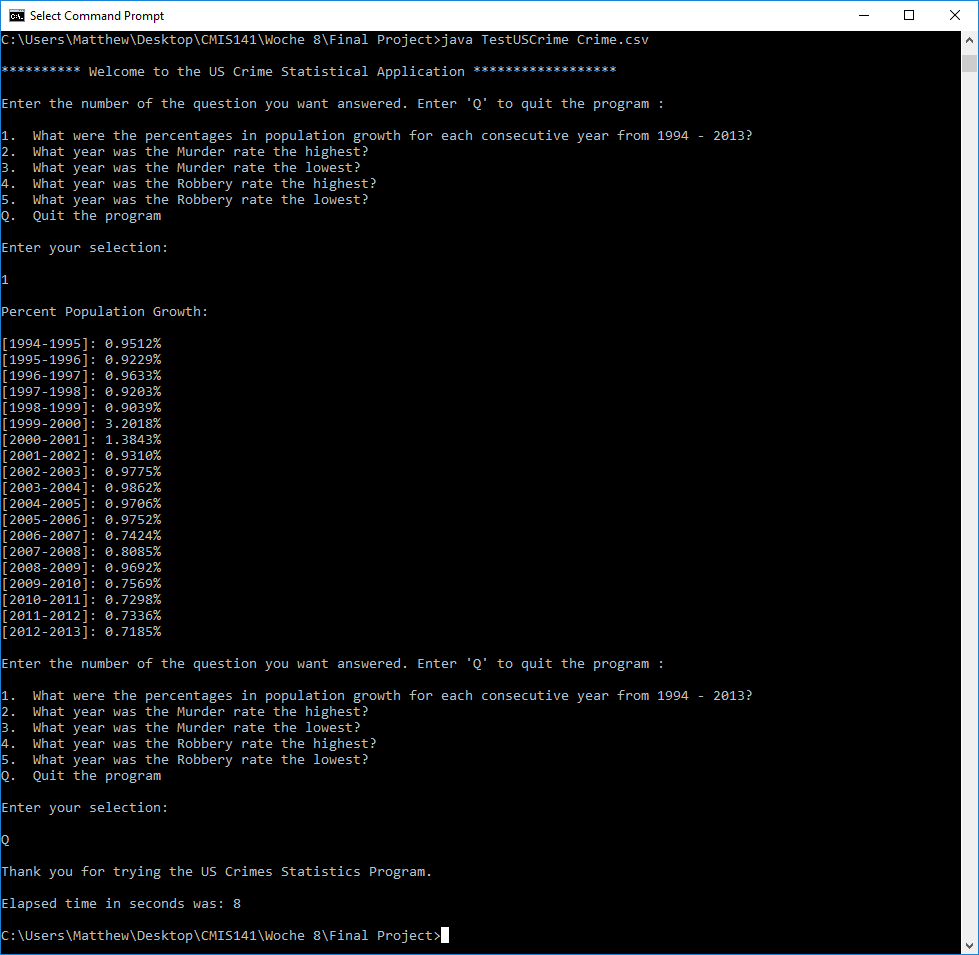 Select Command Prompt
C:\Users\Matthew\Desktop\CMIS141\Woche 8\Final Project>java TestUSCrime Crime.csv
********** Welcome to the US Crime Statistical Application ******************
Enter the number of the question you want answered. Enter 'Q' to quit the program :
1.  What were the percentages in population growth for each consecutive year from 1994 - 2013?
2.  What year was the Murder rate the highest?
3.  What year was the Murder rate the lowest?
4.  What year was the Robbery rate the highest?
5.  What year was the Robbery rate the lowest?
Q.  Quit the program
Enter your selection:
1
Percent Population Growth:
[1994-1995]: 0.9512%
[1995-1996]: 0.9229%
[1996-1997]: 0.9633%
[1997-1998]: 0.9203%
[1998-1999]: 0.9039%
[1999-2000]: 3.2018%
[2000-2001]: 1.3843%
[2001-2002]: 0.9310%
[2002-2003]: 0.9775%
[2003-2004]: 0.9862%
[2004-2005]: 0.9706%
[2005-2006]: 0.9752%
[2006-2007]: 0.7424%
[2007-2008]: 0.8085%
[2008-2009]: 0.9692%
[2009-2010]: 0.7569%
[2010-2011]: 0.7298%
[2011-2012]: 0.7336%
[2012-2013]: 0.7185%
Enter the number of the question you want answered. Enter 'Q' to quit the program :
1.  What were the percentages in population growth for each consecutive year from 1994 - 2013?
2.  What year was the Murder rate the highest?
3.  What year was the Murder rate the lowest?
4.  What year was the Robbery rate the highest?
5.  What year was the Robbery rate the lowest?
Q.  Quit the program
Enter your selection:
Q
Thank you for trying the US Crimes Statistics Program.
Elapsed time in seconds was: 8
C:\Users\Matthew\Desktop\CMIS141\Woche 8\Final Project>